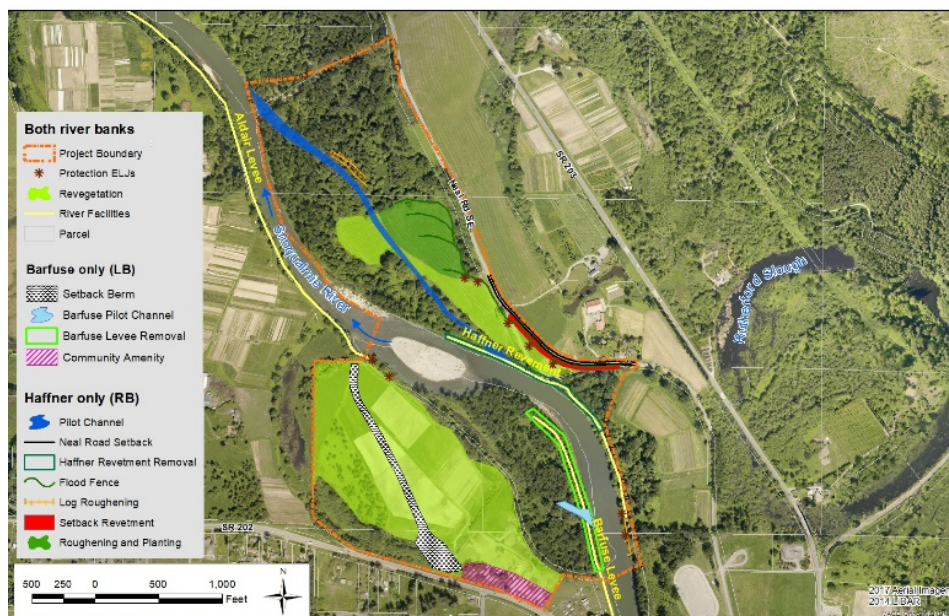 Both river banks
Project Boundary
Protection ELJs
Revegetation
River Facilities
Parcel
Barfuse only (LB)
Setback Berm
Barfuse Pilot Channel
Barfuse Levee Removal
Community Amenity
Haffner only (RB)
Pilot Channel
Neal Road Setback
Haffner Revetment Removal
Flood Fence
Log Roughening
Setback Revetment
Roughening and Planting
Aldair Levee
Snoqualmie River
Neal Rd SE
SR 203
Rutherford Slough
Haffner Revetment
Barfuse Levee
SR 202
500 250 0 500 1,000
Feet
N
2017 Aerial Image
2014 LiDAR